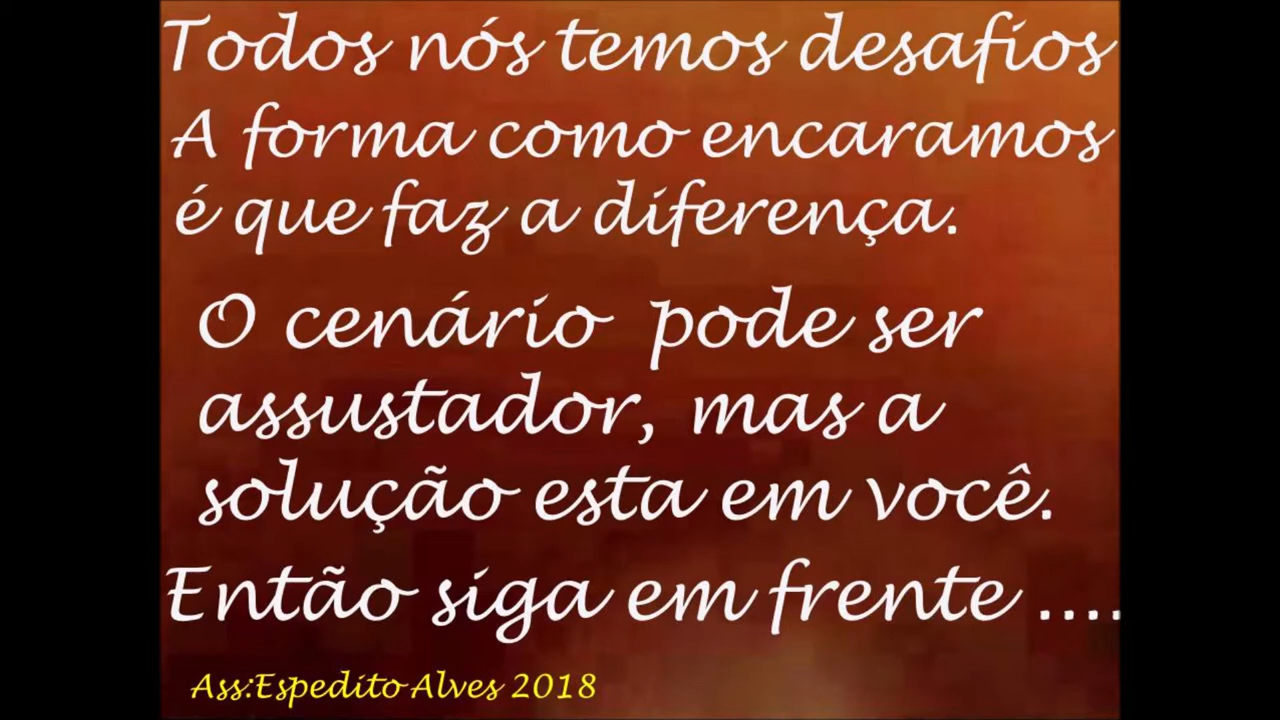 Todos nós temos desafios
A forma como encaramos
é que faz a diferença.
O cenário pode ser
assustador, mas a
solução esta em você.
Então siga em frente ....
Ass:Espedito Alves 2018